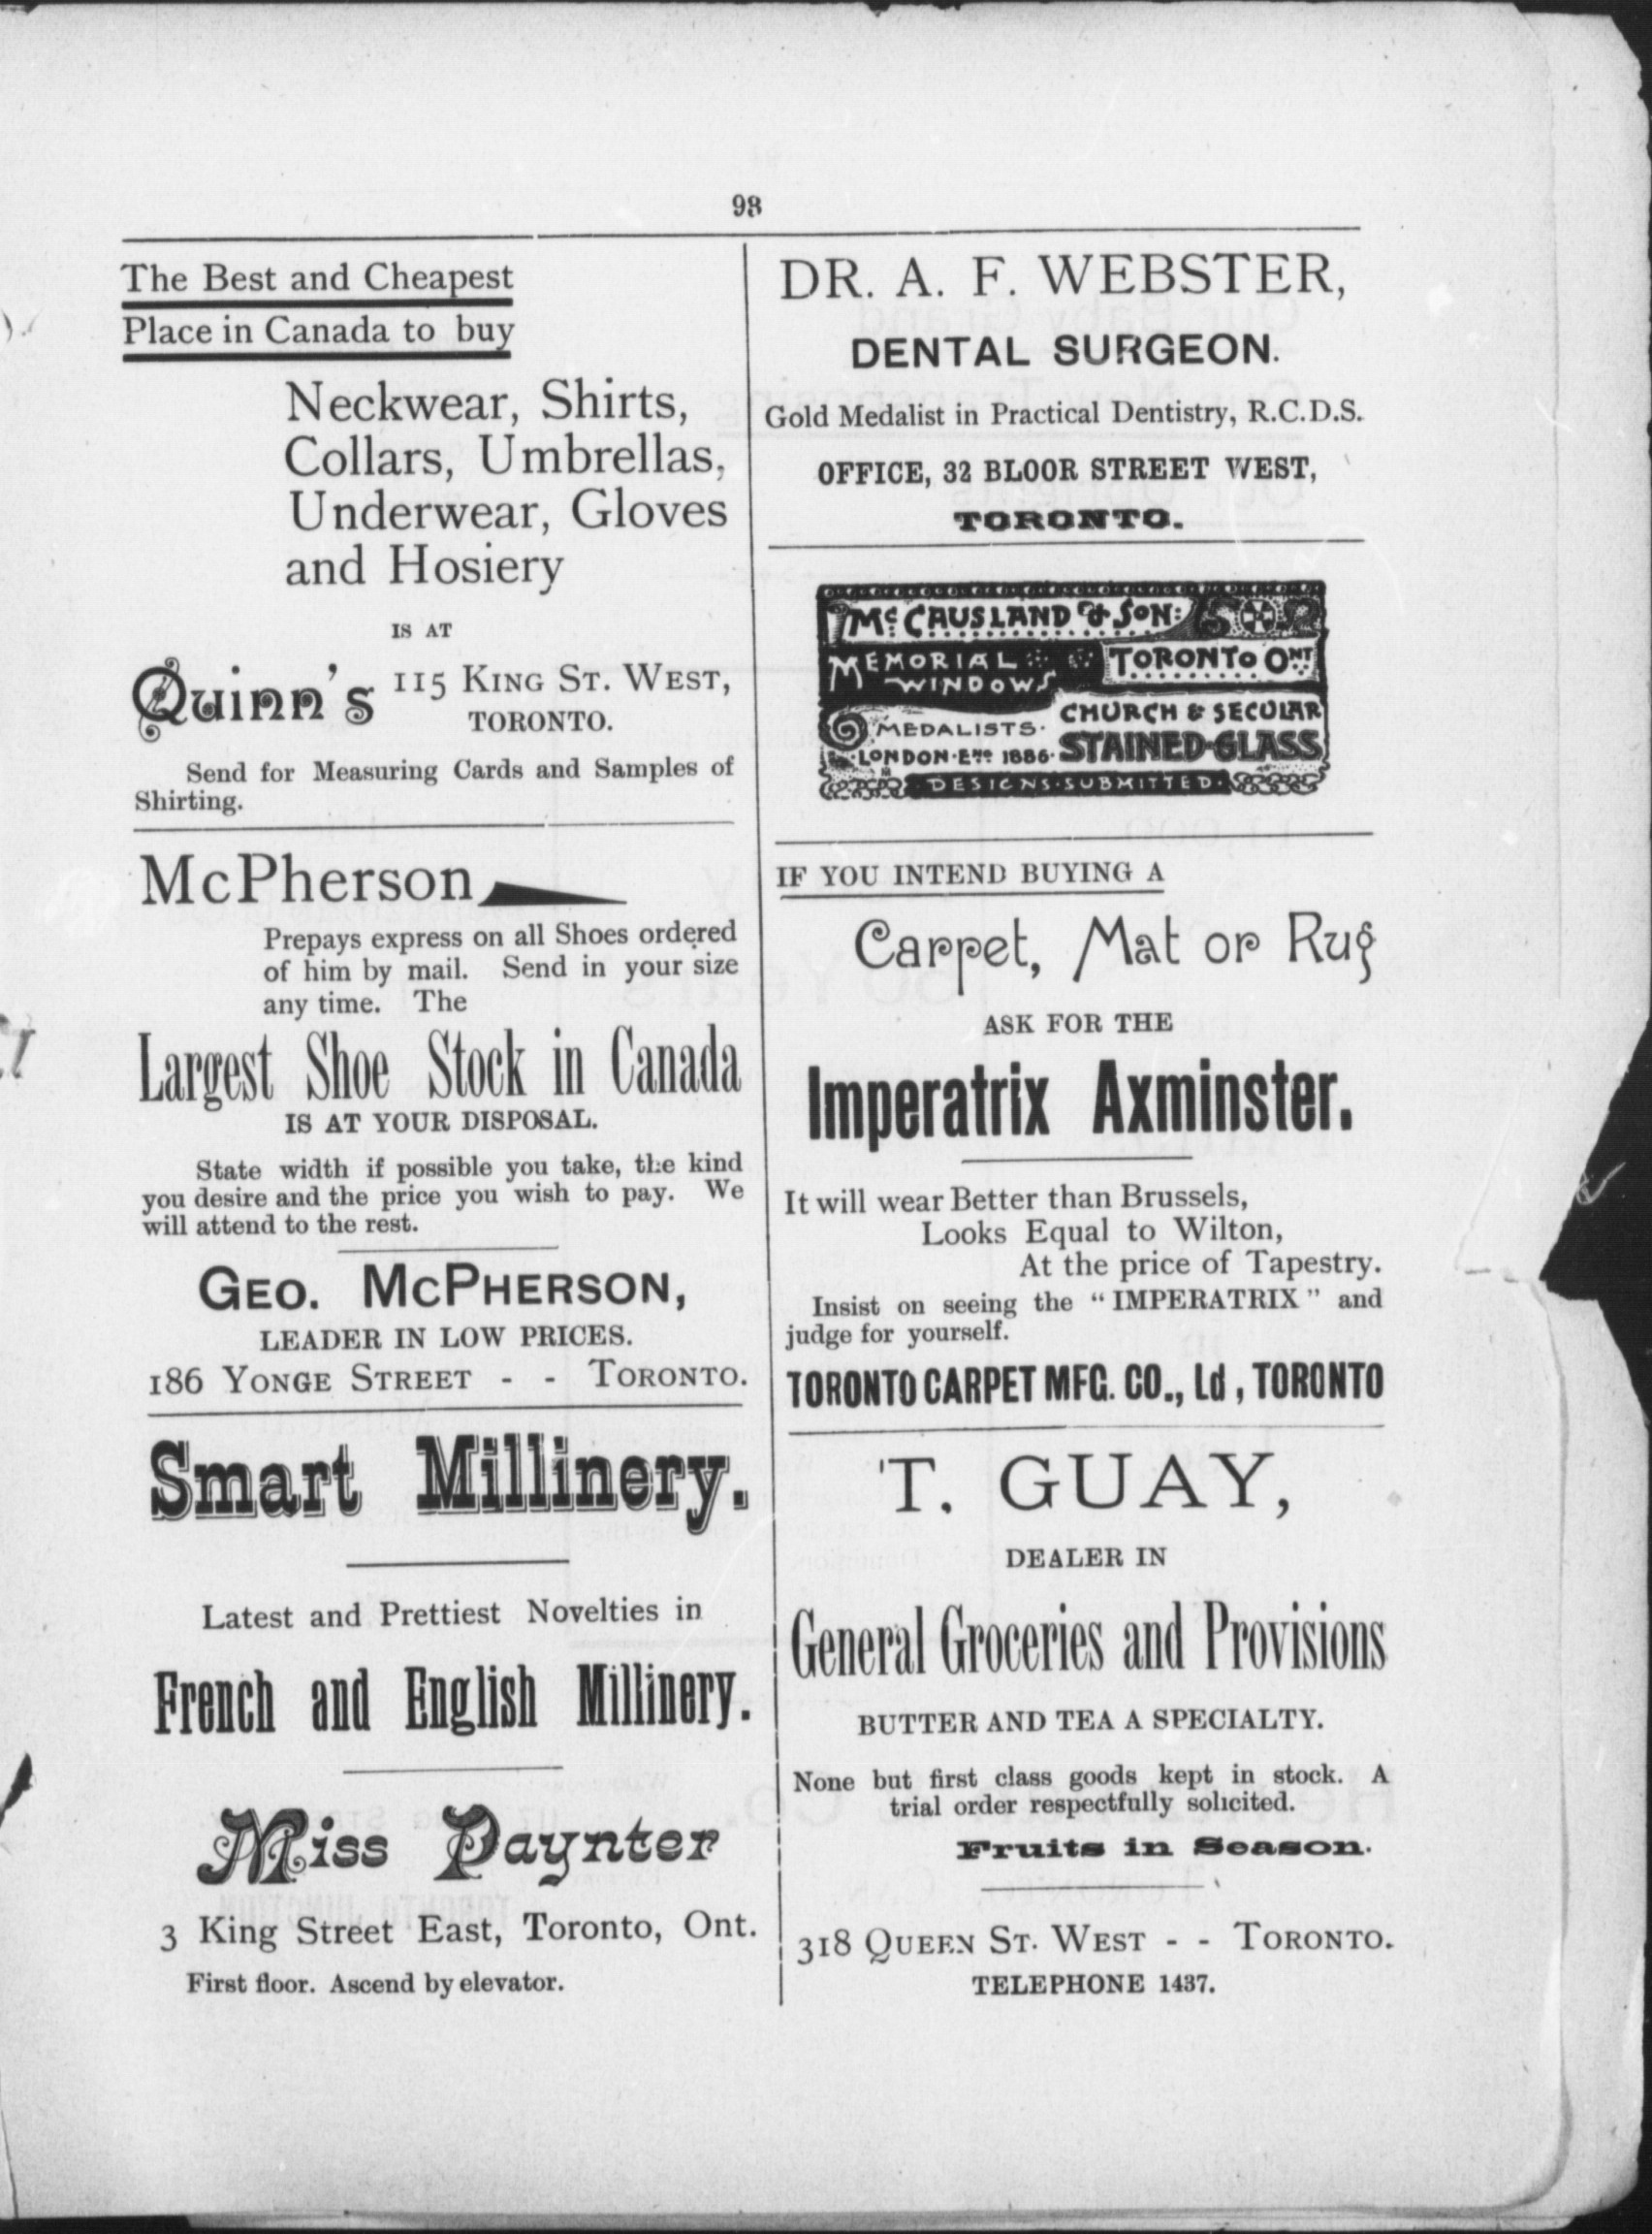 98
The Best and Cheapest
Place in Canada to buy
Neckwear, Shirts,
Collars, Umbrellas,
Underwear, Gloves
and Hosiery
IS AT
Quinn's 115 KING ST. WEST,
TORONTO.
Send for Measuring Cards and Samples of
Shirting.
McPherson
Prepays express on all Shoes ordered
of him by mail. Send in your size
any time. The
Largest Shoe Stock in Canada
IS AT YOUR DISPOSAL.
State width if possible you take, the kind
you desire and the price you wish to pay. We
will attend to the rest.
GEO. MCPHERSON,
LEADER IN LOW PRICES.
186 YONGE STREET - - TORONTO.
Smart Millinery.
Latest and Prettiest Novelties in
French and English Millinery.
Miss Paynter
3 King Street East, Toronto, Ont.
First floor. Ascend by elevator.
DR. A. F. WEBSTER,
DENTAL SURGEON.
Gold Medalist in Practical Dentistry, R.C.D.S.
OFFICE, 32 BLOOR STREET WEST,
TORONTO.
McCAUSLAND & SON:
MEMORIAL WINDOWS
TORONTO ONT
MEDALISTS.
LONDON·ENG 1886·
CHURCH & SECULAR
STAINED·GLASS
DESIGNS·SUBMITTED·
IF YOU INTEND BUYING A
Carpet, Mat or Rug
ASK FOR THE
Imperatrix Axminster.
It will wear Better than Brussels,
Looks Equal to Wilton,
At the price of Tapestry.
Insist on seeing the "IMPERATRIX" and
judge for yourself.
TORONTO CARPET MFG. CO., Ld, TORONTO
T. GUAY,
DEALER IN
General Groceries and Provisions
BUTTER AND TEA A SPECIALTY.
None but first class goods kept in stock. A
trial order respectfully solicited.
Fruits in Season.
318 QUEEN ST. WEST - - TORONTO.
TELEPHONE 1437.